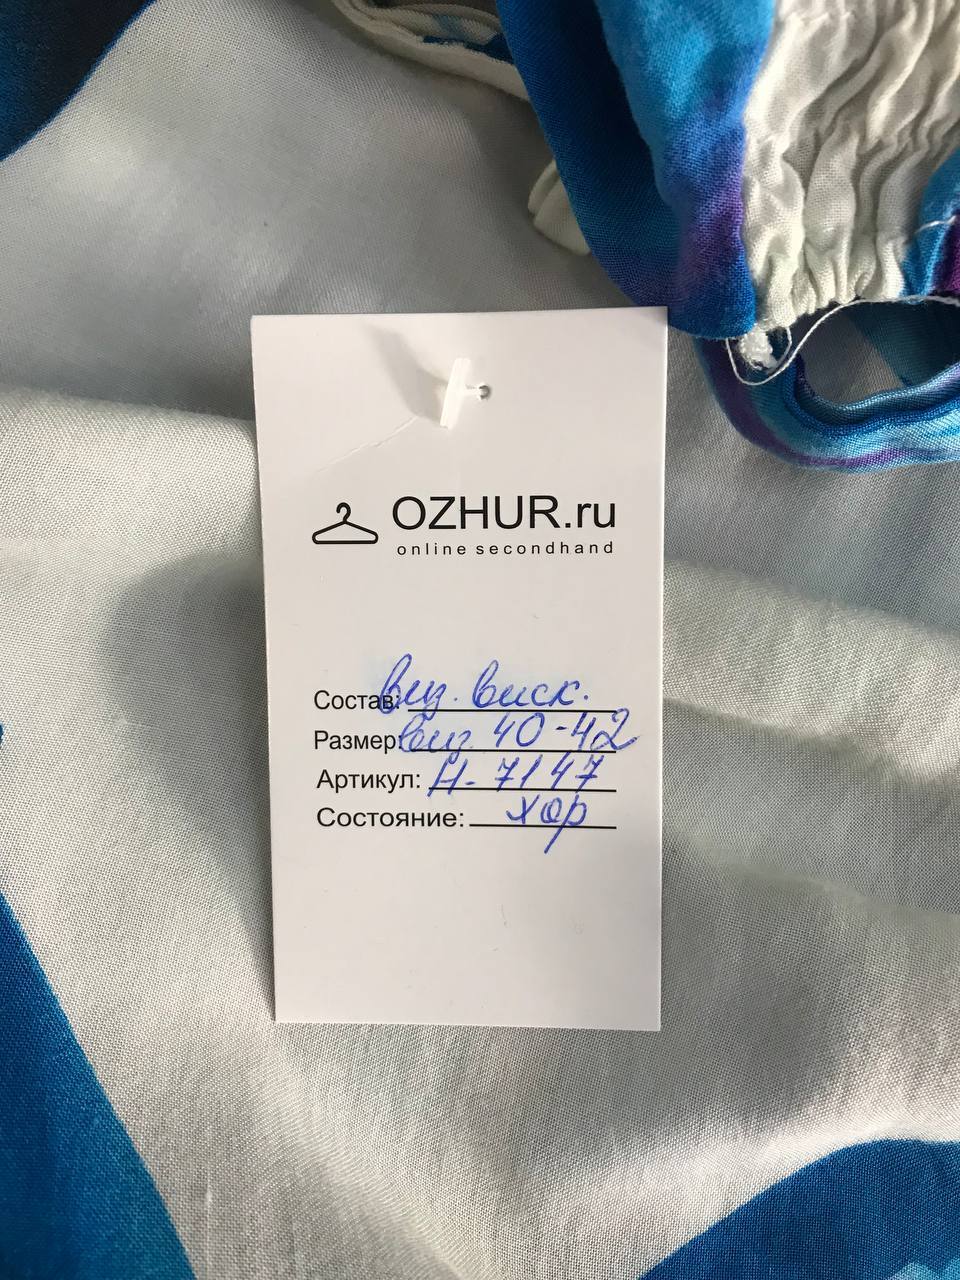 OZHUR.ru
online secondhand
Состав: виз. виск.
Размер: виз 40-42
Артикул: Н-7147
Состояние: хор